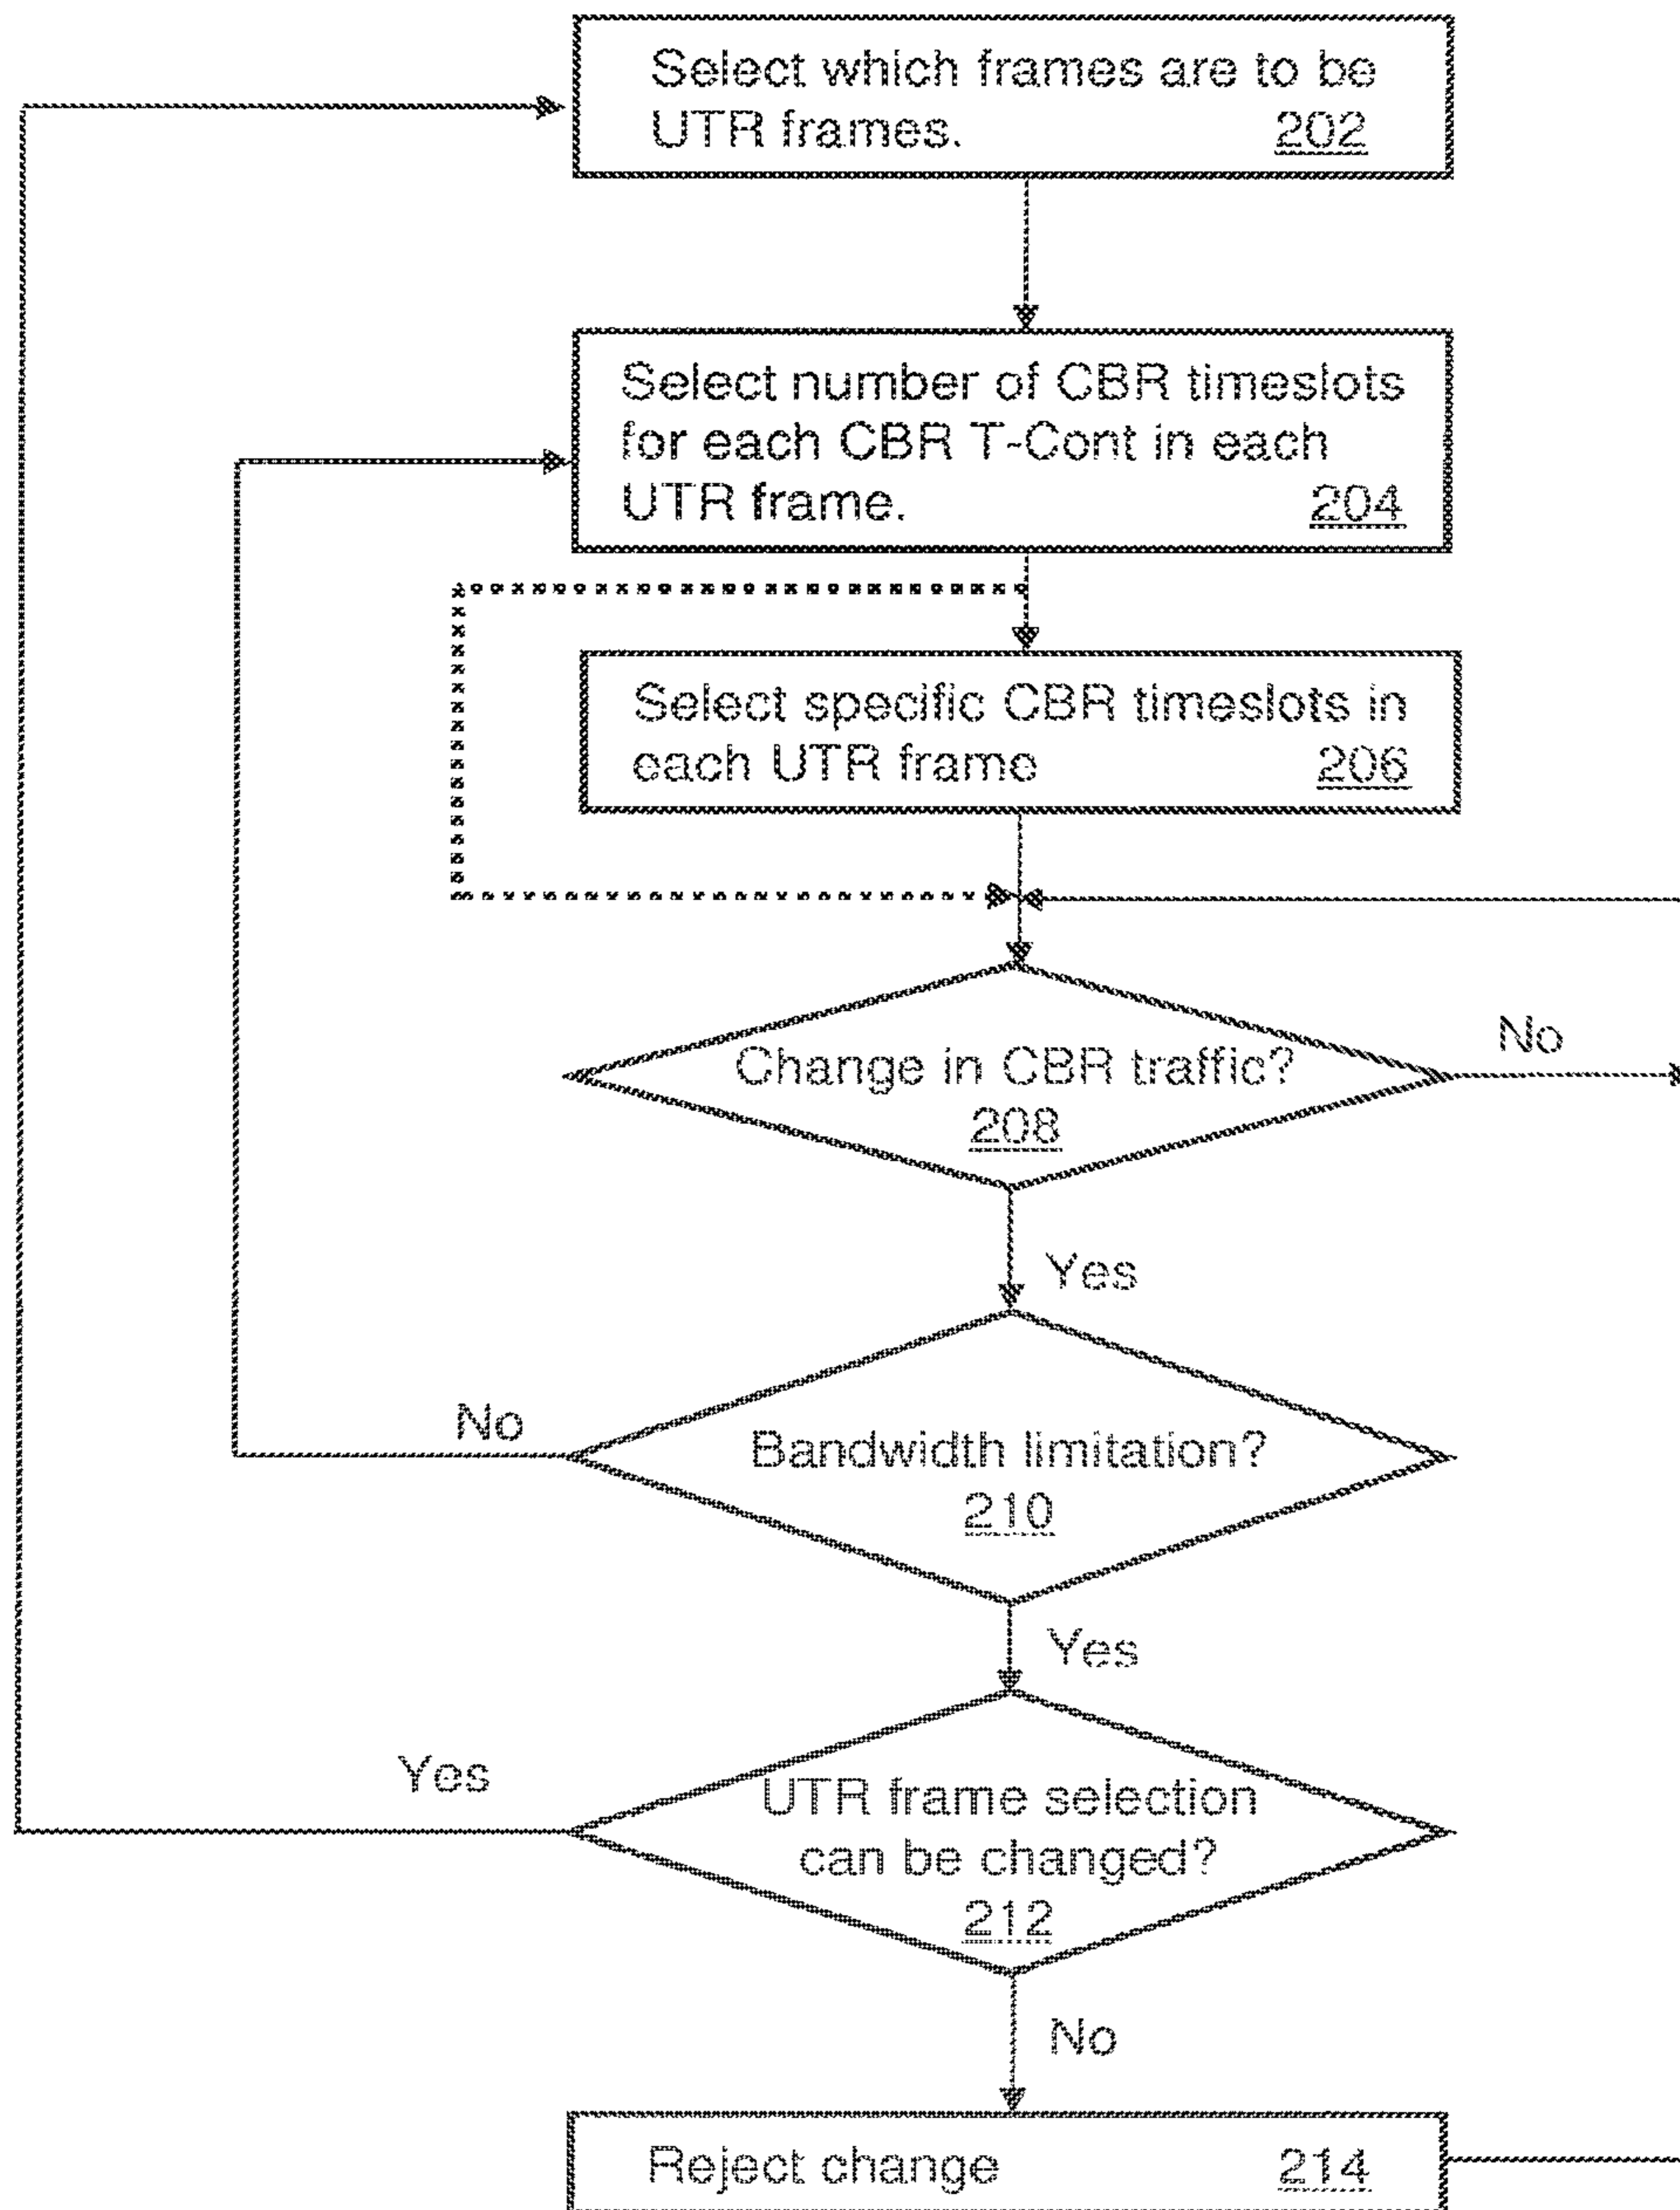 Select which frames are to be
UTR frames. 202
Select number of CBR timeslots
for each CBR T-Cont in each
UTR frame. 204
Select specific CBR timeslots in
each UTR frame 206
Change in CBR traffic?
208
No
Yes
Bandwidth limitation?
210
No
Yes
UTR frame selection
can be changed?
212
Yes
No
Reject change 214